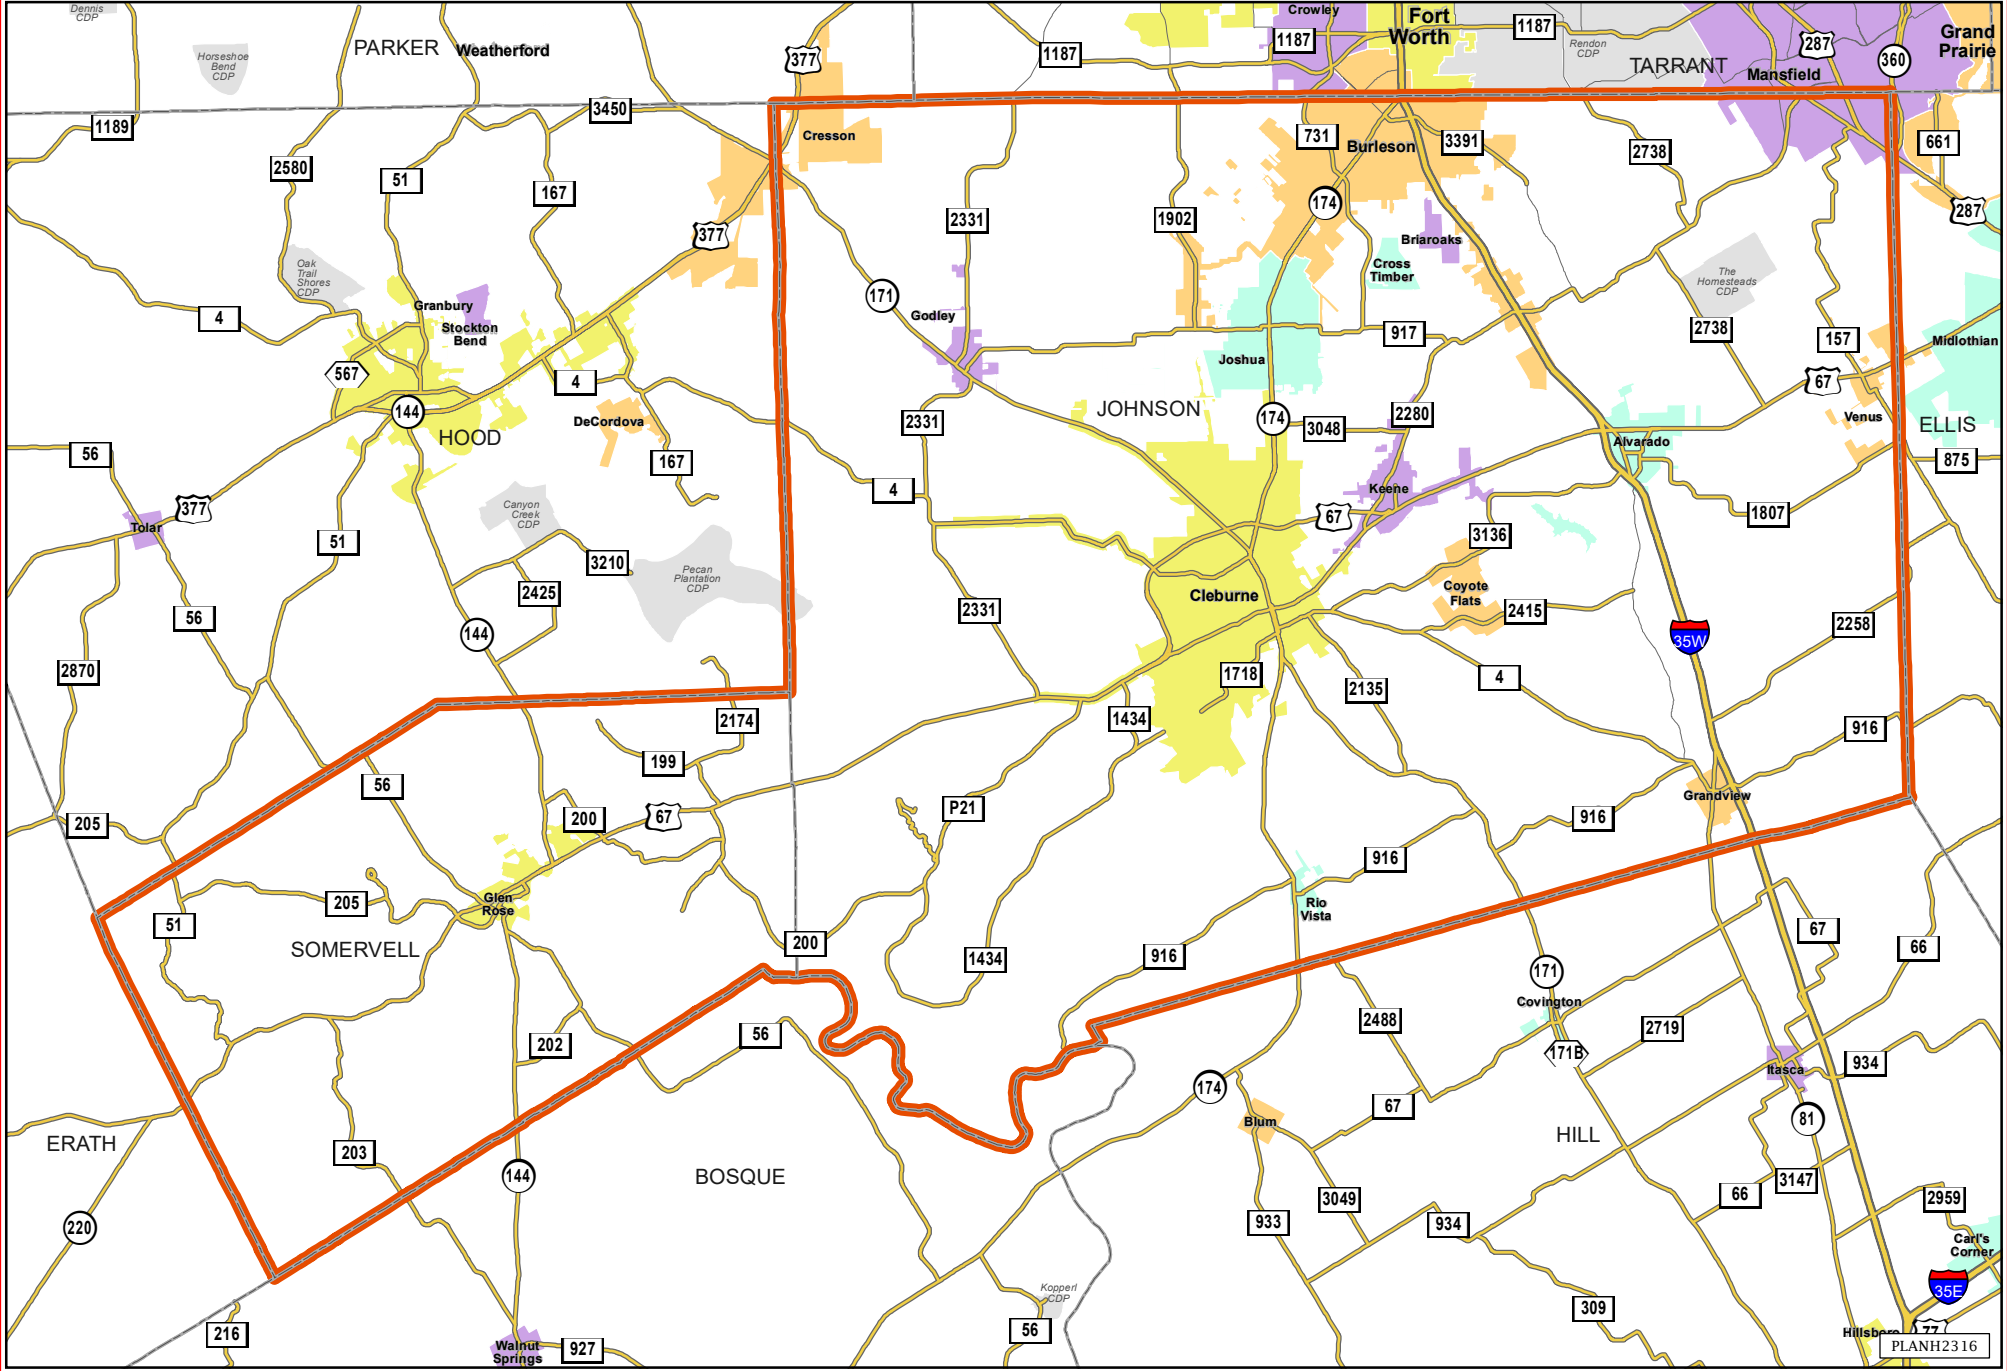 Dennis
CDP
Horseshoe
Bend
CDP
PARKER
Weatherford
377
1187
Crowley
1187
Fort
Worth
1187
Rendon
CDP
TARRANT
Mansfield
287
360
Grand
Prairie
1189
3450
Cresson
731
Burleson
3391
2738
661
2580
51
167
377
2331
1902
174
Briaroaks
287
Oak
Trail
Shores
CDP
Cross
Timber
The
Homesteads
CDP
4
Granbury
Stockton
Bend
171
Godley
917
2738
157
Midlothian
Joshua
567
4
67
144
DeCordova
HOOD
JOHNSON
2331
174
3048
2280
Alvarado
Venus
ELLIS
56
167
875
4
Keene
377
Tolar
Canyon
Creek
CDP
67
1807
51
3210
Pecan
Plantation
CDP
3136
2425
Cleburne
Coyote
Flats
56
2331
2415
2258
144
35W
2870
1718
2135
4
2174
1434
916
199
56
205
200
67
P21
916
Grandview
916
205
Glen
Rose
51
Rio
Vista
SOMERVELL
200
1434
916
67
66
171
Covington
56
202
2488
2719
171B
Itasca
934
174
67
Blum
81
ERATH
HILL
203
BOSQUE
144
3147
3049
66
2959
220
933
934
Carl's
Corner
Kopperl
CDP
35E
309
216
56
Walnut
Springs
927
77
PLANH2316